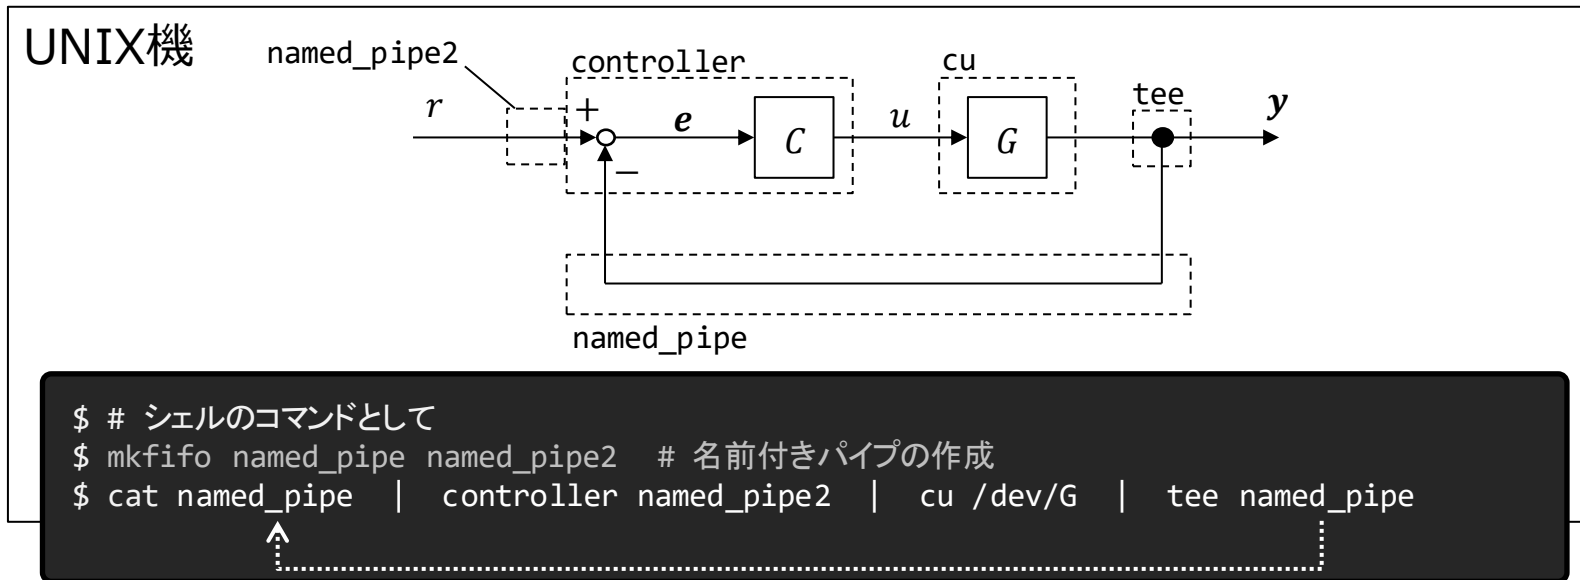 UNIX機
named_pipe2
controller
cu
tee
r
+
e
C
u
G
y
−
named_pipe
$ # シェルのコマンドとして
$ mkfifo named_pipe named_pipe2 # 名前付きパイプの作成
$ cat named_pipe | controller named_pipe2 | cu /dev/G | tee named_pipe